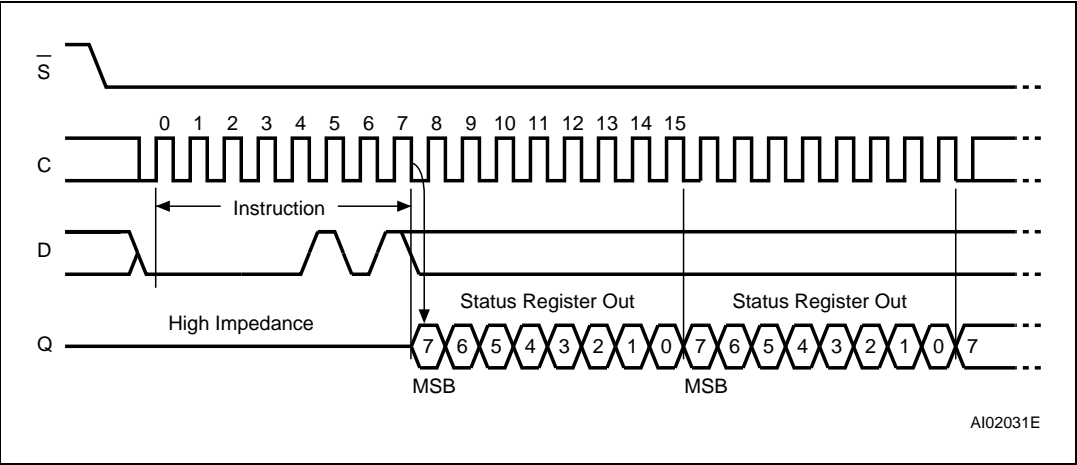 S
0 1 2 3 4 5 6 7 8 9 10 11 12 13 14 15
C
Instruction
D
Status Register Out Status Register Out
High Impedance
Q 7 6 5 4 3 2 1 0 7 6 5 4 3 2 1 0 7
MSB MSB
AI02031E